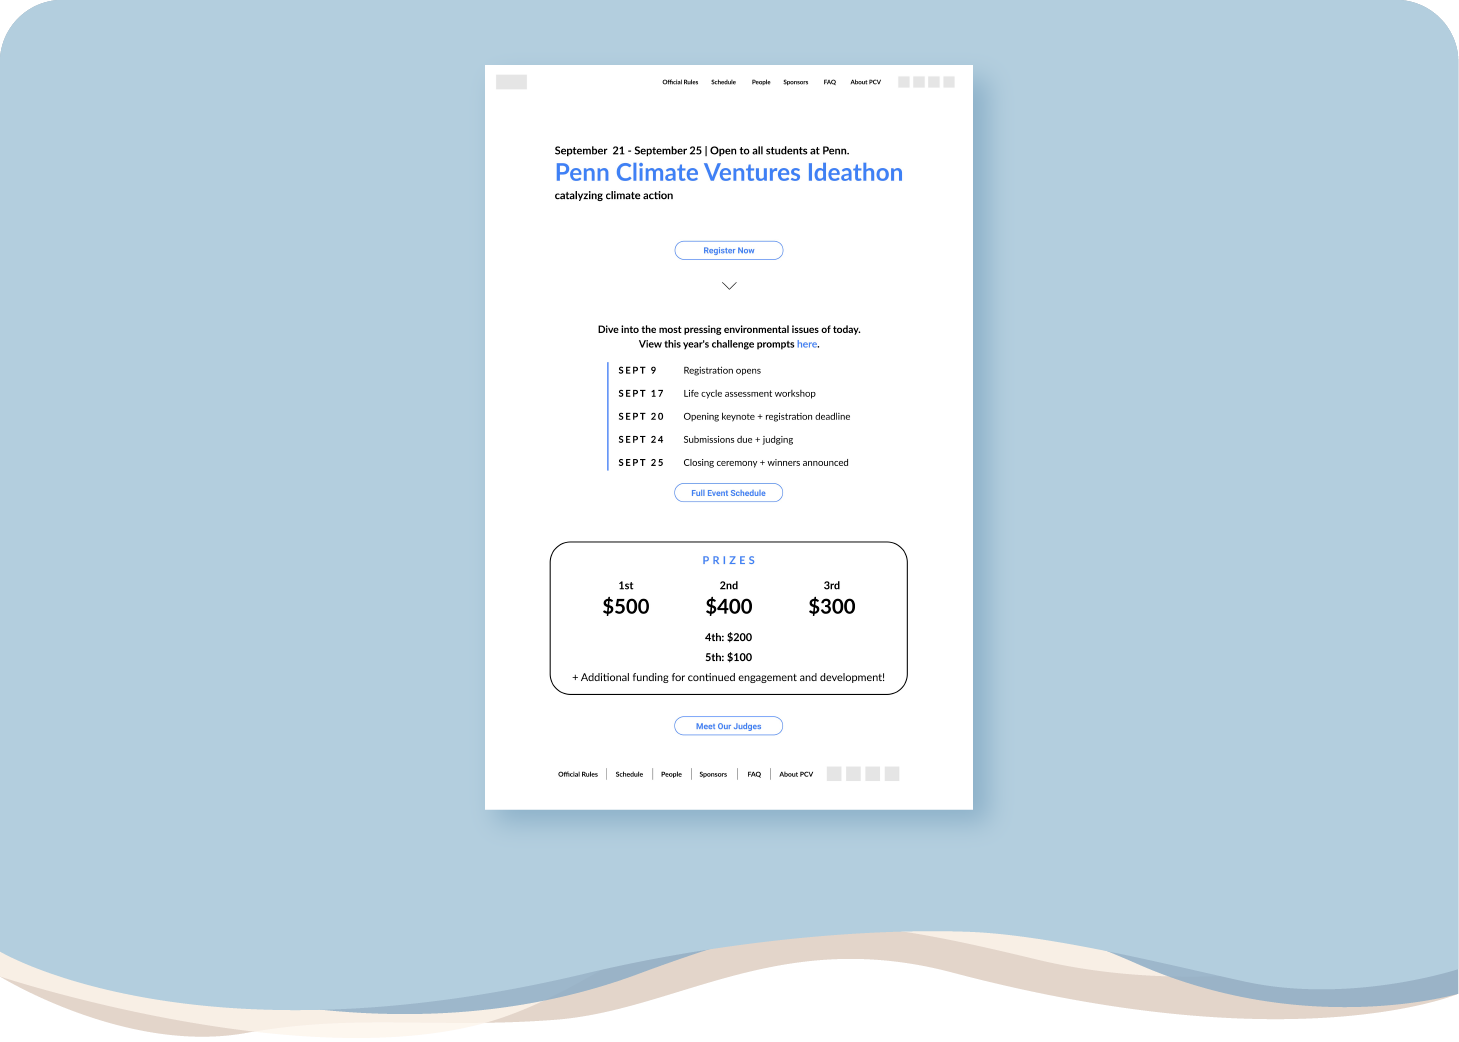 Official Rules Schedule People Sponsors FAQ About PCV
September 21 - September 25 | Open to all students at Penn.
Penn Climate Ventures Ideathon
catalyzing climate action
Register Now
Dive into the most pressing environmental issues of today.
View this year's challenge prompts here.
SEPT 9 Registration opens
SEPT 17 Life cycle assessment workshop
SEPT 20 Opening keynote + registration deadline
SEPT 24 Submissions due + judging
SEPT 25 Closing ceremony + winners announced
Full Event Schedule
PRIZES
1st 2nd 3rd
$500 $400 $300
4th: $200
5th: $100
+ Additional funding for continued engagement and development!
Meet Our Judges
Official Rules | Schedule | People | Sponsors | FAQ | About PCV